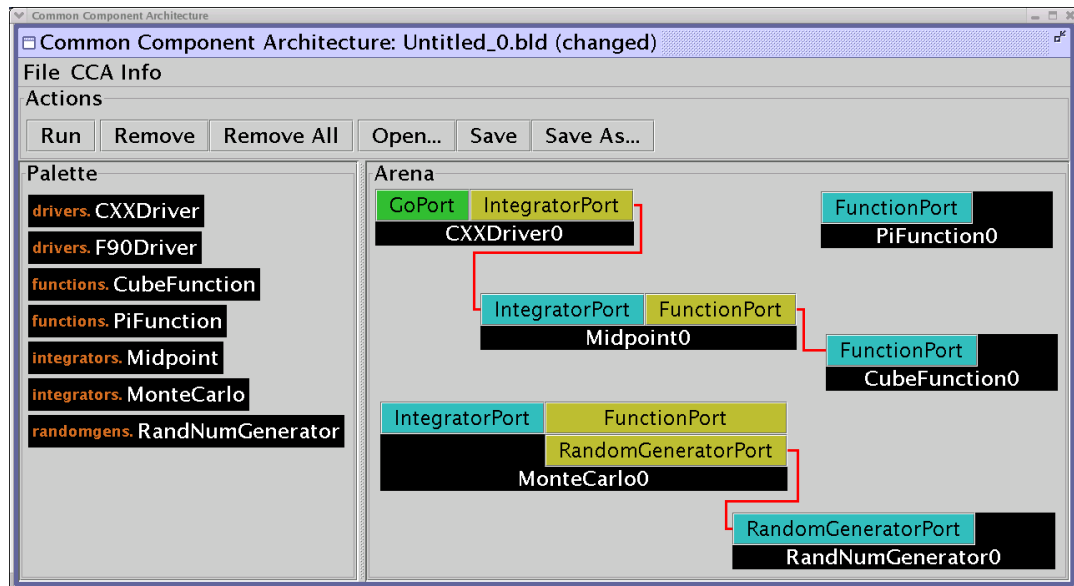 Common Component Architecture
Common Component Architecture: Untitled_0.bld (changed)
File CCA Info
Actions
Run Remove Remove All Open... Save Save As...
Palette
drivers. CXXDriver
drivers. F90Driver
functions. CubeFunction
functions. PiFunction
integrators. Midpoint
integrators. MonteCarlo
randomgens. RandNumGenerator
Arena
GoPort IntegratorPort
CXXDriver0
FunctionPort
PiFunction0
IntegratorPort FunctionPort
Midpoint0
FunctionPort
CubeFunction0
IntegratorPort FunctionPort
RandomGeneratorPort
MonteCarlo0
RandomGeneratorPort
RandNumGenerator0